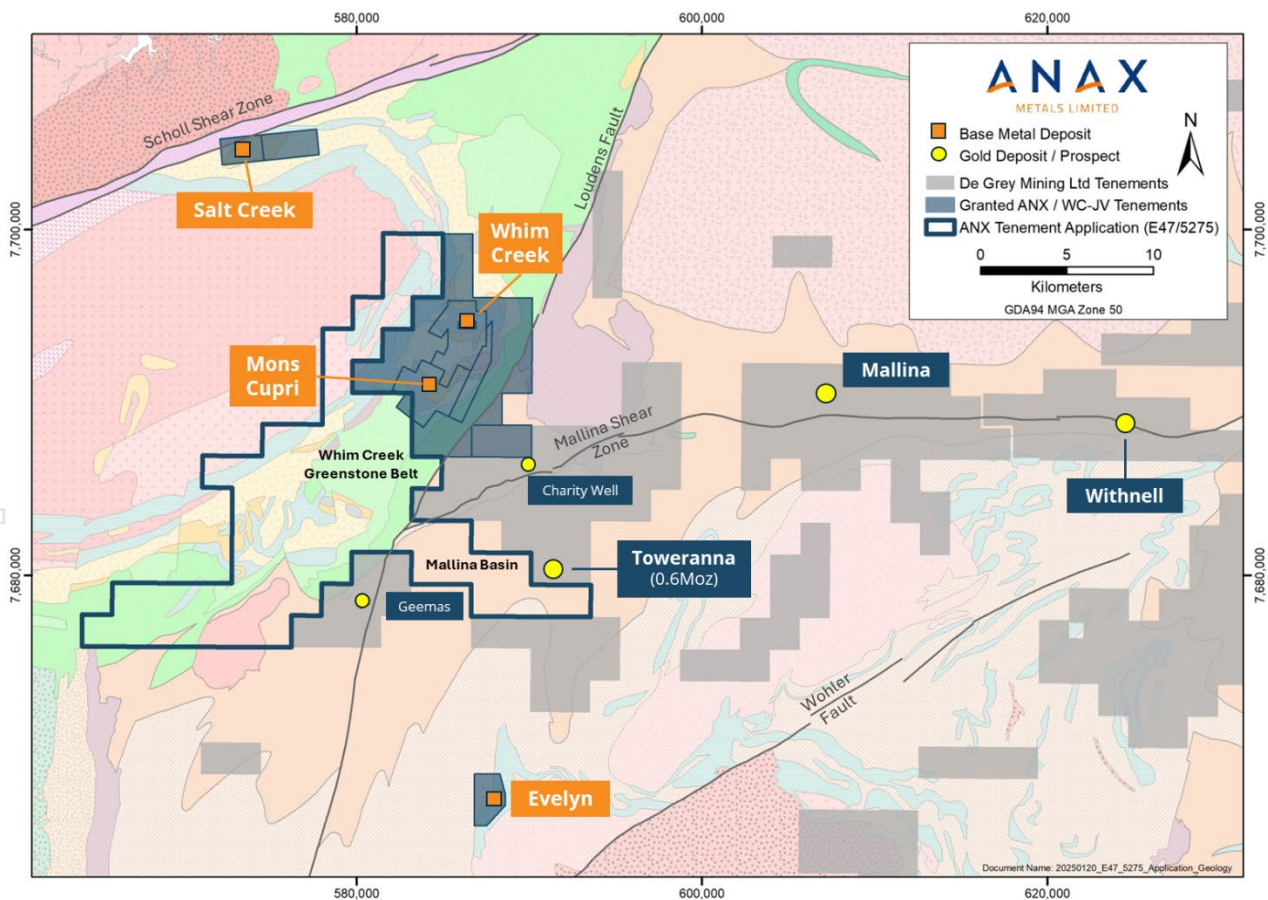 580,000
600,000
620,000
ANAX
METALS LIMITED
N
Base Metal Deposit
Gold Deposit / Prospect
De Grey Mining Ltd Tenements
Granted ANX / WC-JV Tenements
ANX Tenement Application (E47/5275)
0 5 10
Kilometers
GDA94 MGA Zone 50
Scholl Shear Zone
Loudens Fault
Salt Creek
7,700,000
7,700,000
Whim
Creek
Mons
Cupri
Mallina
Mallina Shear
Zone
Whim Creek
Greenstone Belt
Charity Well
Withnell
Toweranna
(0.6Moz)
Mallina Basin
7,680,000
7,680,000
Geemas
Wohler
Fault
Evelyn
Document Name: 20250120_E47_5275_Application_Geology
580,000
600,000
620,000